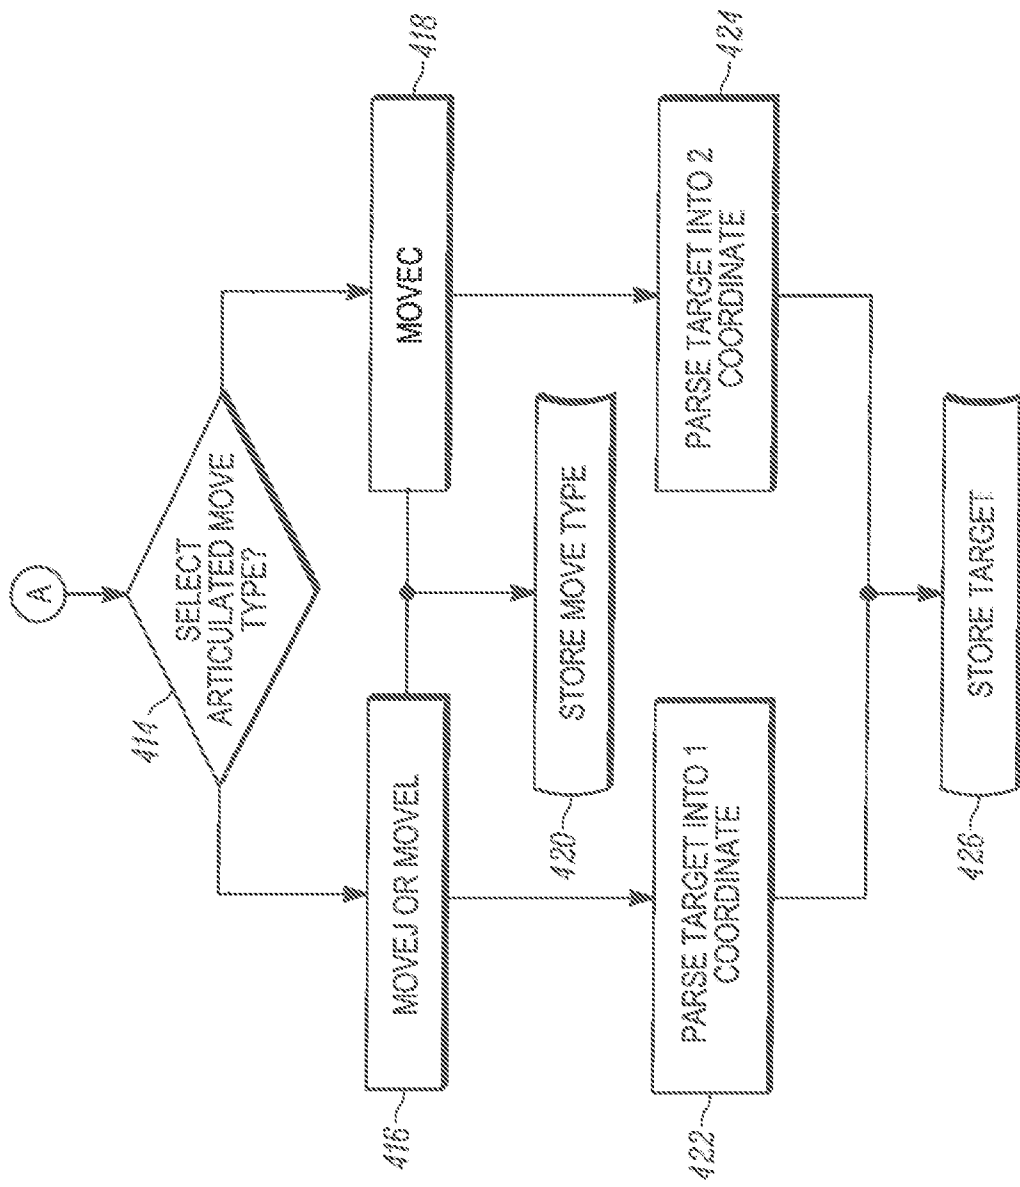 A
SELECT
ARTICULATED MOVE
TYPE?
414
MOVEJ OR MOVEL
416
MOVEC
418
STORE MOVE TYPE
420
PARSE TARGET INTO 1
COORDINATE
422
PARSE TARGET INTO 2
COORDINATE
424
STORE TARGET
426